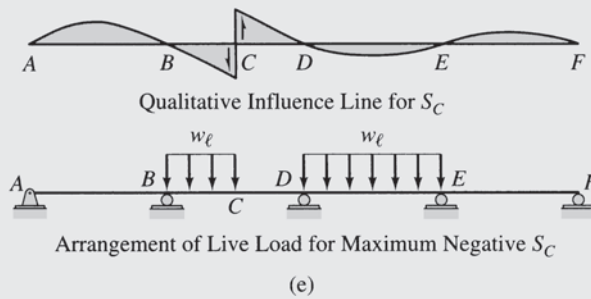 A B C D E F
Qualitative Influence Line for S_C
w_ℓ w_ℓ
A B C D E F
Arrangement of Live Load for Maximum Negative S_C
(e)